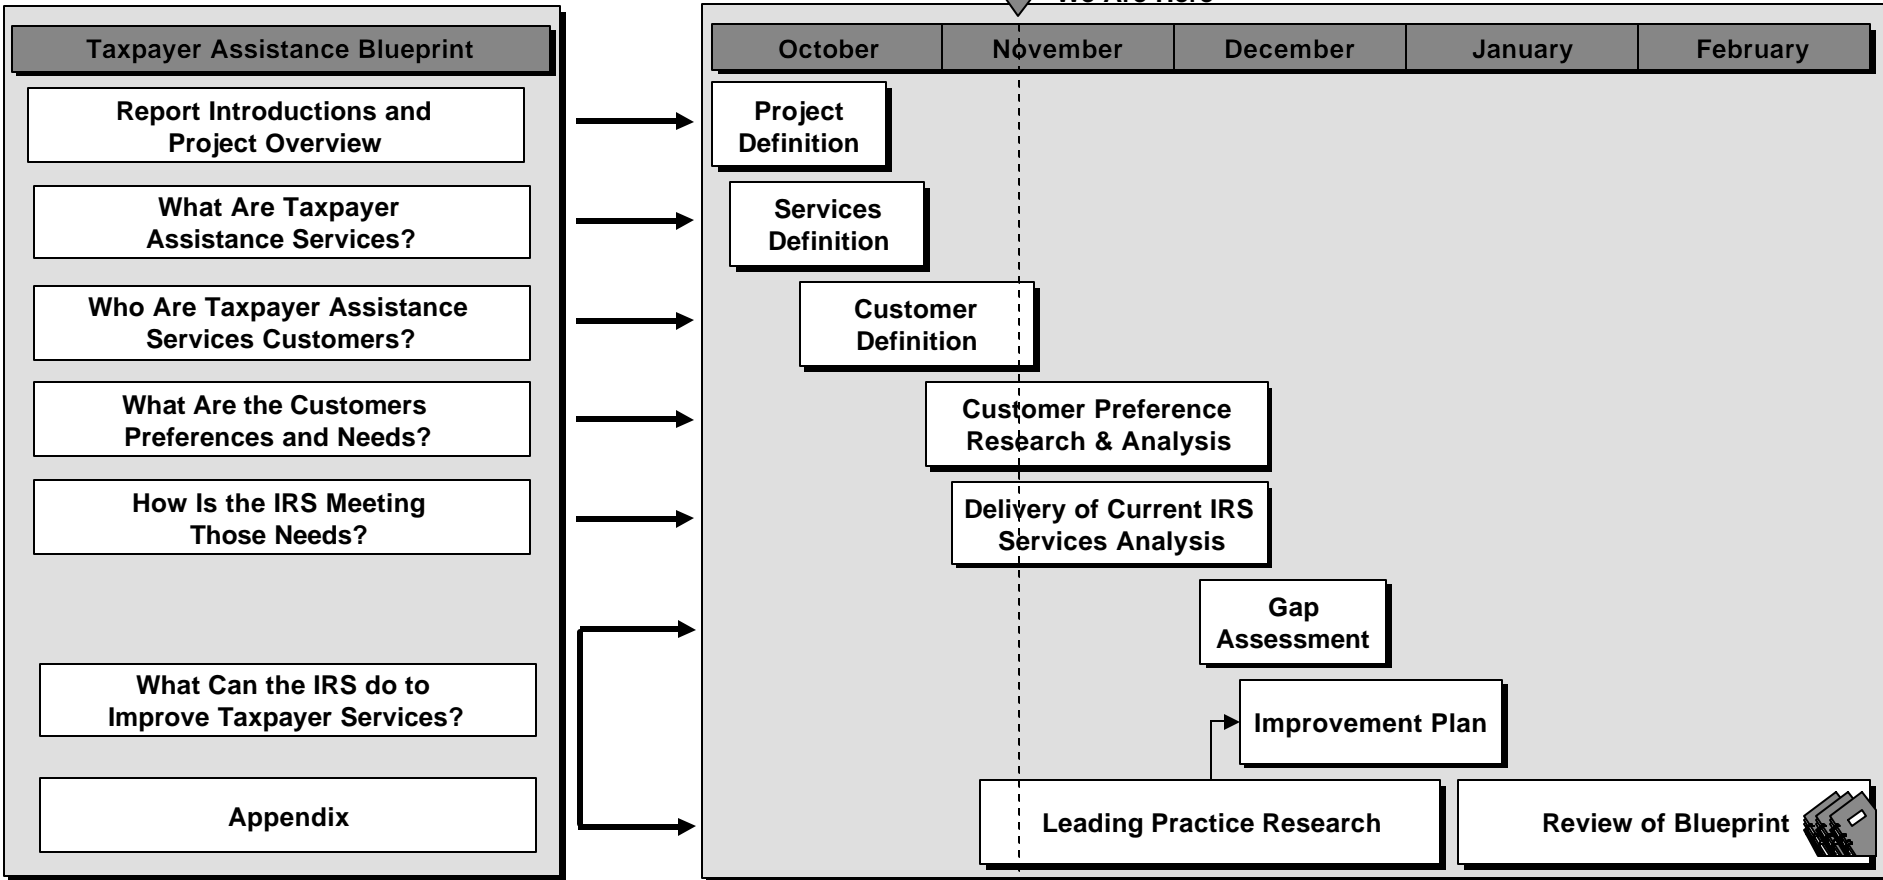 We Are Here
Taxpayer Assistance Blueprint
October November December January February
Report Introductions and
Project Overview
Project
Definition
What Are Taxpayer
Assistance Services?
Services
Definition
Who Are Taxpayer Assistance
Services Customers?
Customer
Definition
What Are the Customers
Preferences and Needs?
Customer Preference
Research & Analysis
How Is the IRS Meeting
Those Needs?
Delivery of Current IRS
Services Analysis
Gap
Assessment
What Can the IRS do to
Improve Taxpayer Services?
Improvement Plan
Appendix
Leading Practice Research
Review of Blueprint